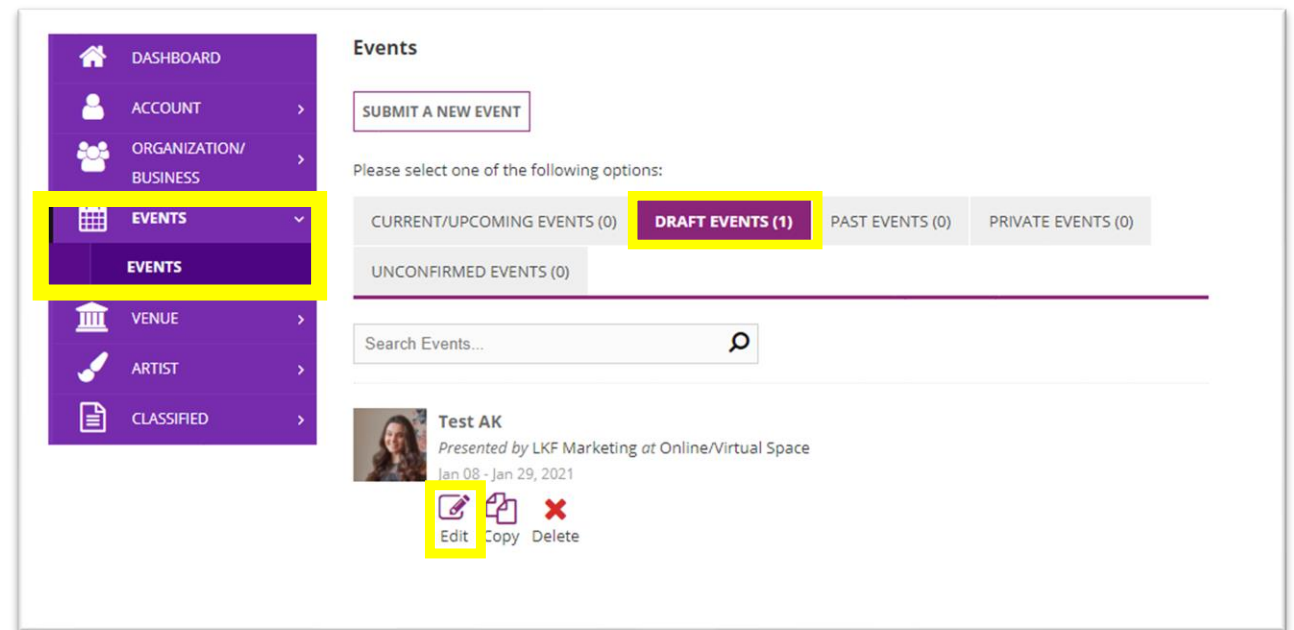 DASHBOARD
ACCOUNT
ORGANIZATION/
BUSINESS
EVENTS
EVENTS
VENUE
ARTIST
CLASSIFIED
Events
SUBMIT A NEW EVENT
Please select one of the following options:
CURRENT/UPCOMING EVENTS (0) DRAFT EVENTS (1) PAST EVENTS (0) PRIVATE EVENTS (0)
UNCONFIRMED EVENTS (0)
Search Events...
Test AK
Presented by LKF Marketing at Online/Virtual Space
Jan 08 - Jan 29, 2021
Edit Copy Delete